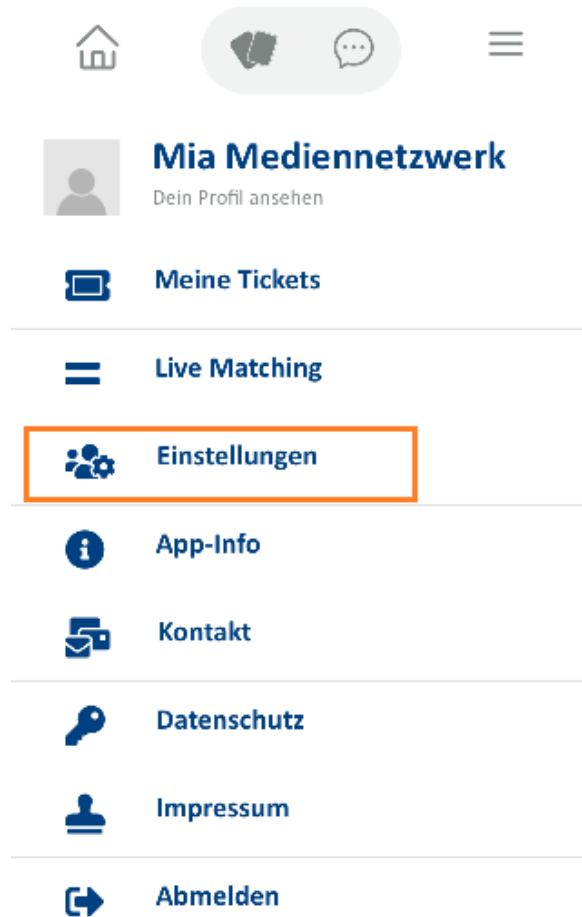 Mia Mediennetzwerk
Dein Profil ansehen
Meine Tickets
Live Matching
Einstellungen
App-Info
Kontakt
Datenschutz
Impressum
Abmelden